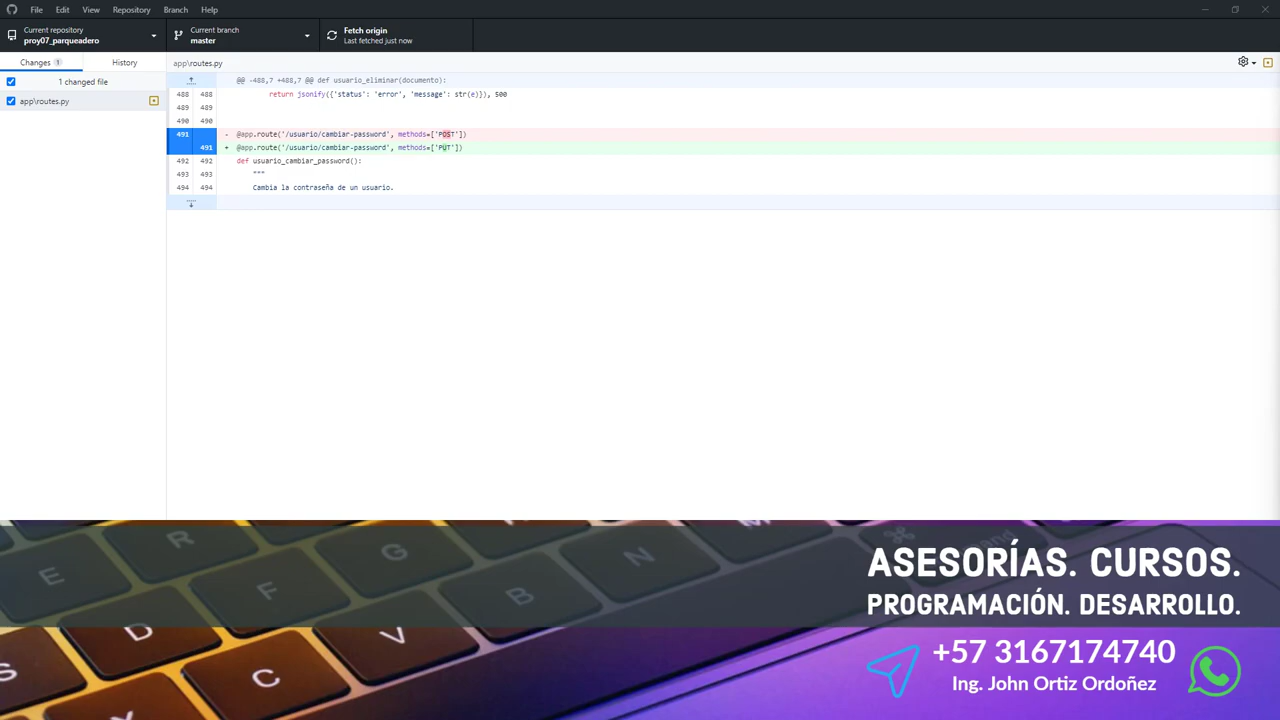 File Edit View Repository Branch Help
Current repository
proy07_parqueadero
Current branch
master
Fetch origin
Last fetched just now
Changes 1
History
app\routes.py
1 changed file
app\routes.py
@@ -488,7 +488,7 @@ def usuario_eliminar(documento):
488 488 return jsonify({'status': 'error', 'message': str(e)}), 500
489 489
490 490
491 - @app.route('/usuario/cambiar-password', methods=['POST'])
491 + @app.route('/usuario/cambiar-password', methods=['PUT'])
492 492 def usuario_cambiar_password():
493 493 """
494 494 Cambia la contraseña de un usuario.
E R G N M command
F B
D V
S C
ASESORÍAS. CURSOS.
PROGRAMACIÓN. DESARROLLO.
+57 3167174740
Ing. John Ortiz Ordoñez